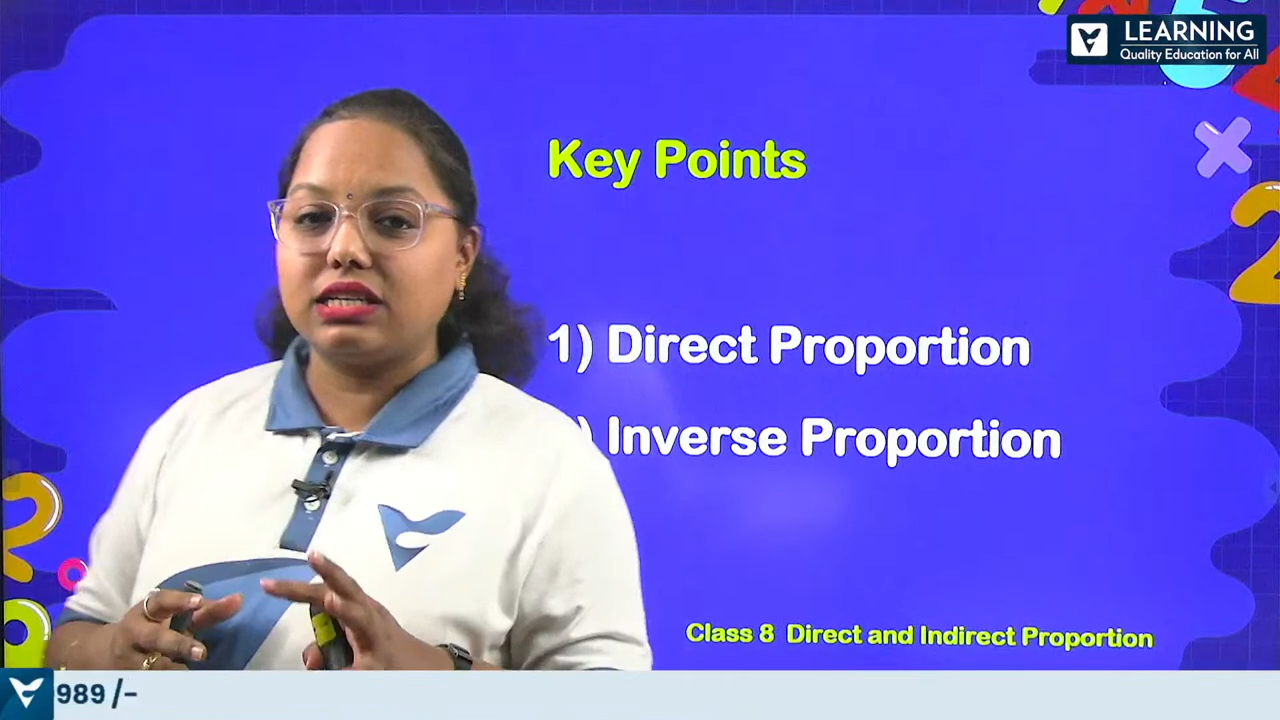 LEARNING
Quality Education for All
Key Points
1) Direct Proportion
) Inverse Proportion
Class 8 Direct and Indirect Proportion
989 /-